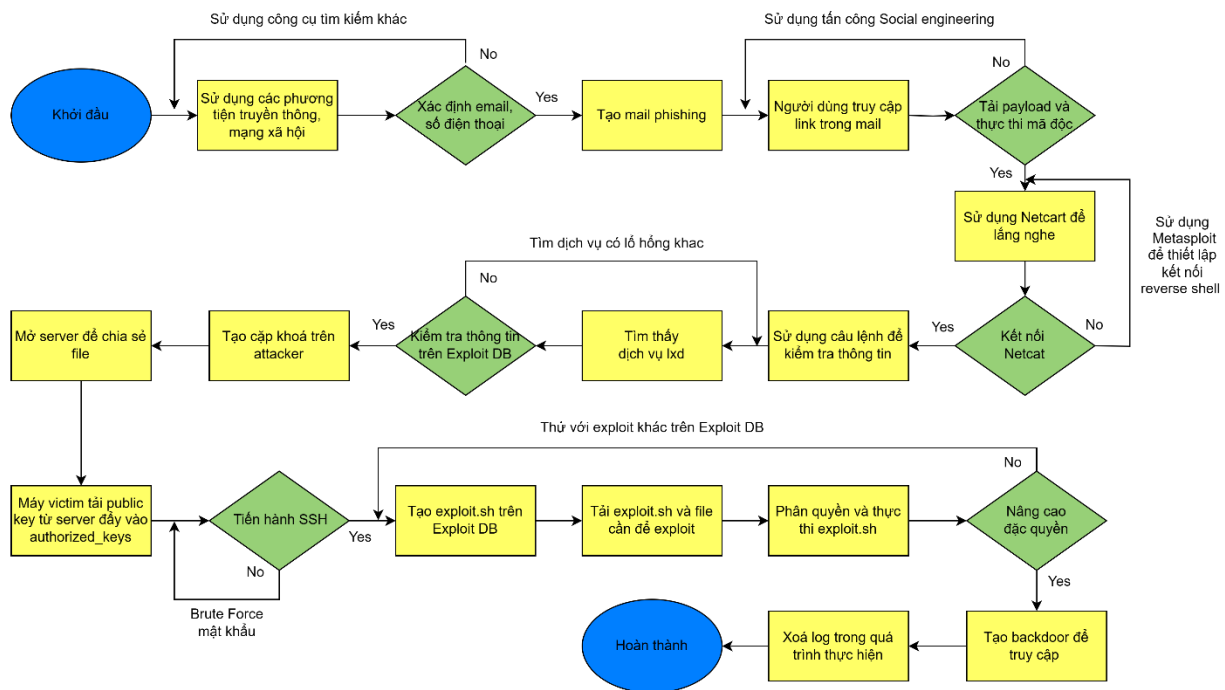 Sử dụng công cụ tìm kiếm khác
Sử dụng tấn công Social engineering
No
No
Khởi đầu
Sử dụng các phương
tiện truyền thông,
mạng xã hội
Xác định email,
số điện thoại
Yes
Tạo mail phishing
Người dùng truy cập
link trong mail
Tải payload và
thực thi mã độc
Yes
Sử dụng Netcart để
lắng nghe
Sử dụng
Metasploit
để thiết lập
kết nối
reverse shell
Tìm dịch vụ có lổ hổng khac
No
Mở server để chia sẻ
file
Tạo cặp khoá trên
attacker
Yes
Kiểm tra thông tin
trên Exploit DB
Tìm thấy
dịch vụ lxd
Sử dụng câu lệnh để
kiểm tra thông tin
Yes
Kết nối
Netcat
No
Thử với exploit khác trên Exploit DB
No
Máy victim tải public
key từ server đẩy vào
authorized_keys
Tiến hành SSH
Yes
Tạo exploit.sh trên
Exploit DB
Tải exploit.sh và file
cần để exploit
Phân quyền và thực
thi exploit.sh
Nâng cao
đặc quyền
No
Yes
Brute Force
mật khẩu
Hoàn thành
Xoá log trong quá
trình thực hiện
Tạo backdoor để
truy cập